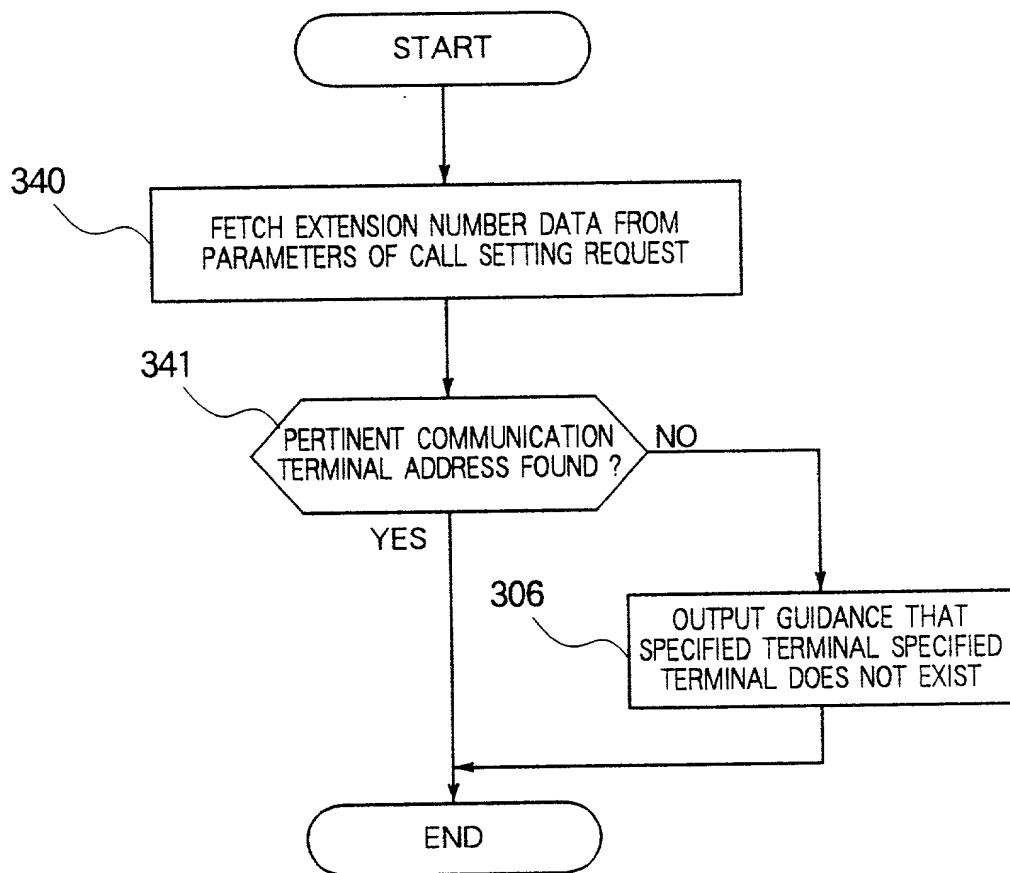 START
340
FETCH EXTENSION NUMBER DATA FROM
PARAMETERS OF CALL SETTING REQUEST
341
PERTINENT COMMUNICATION
TERMINAL ADDRESS FOUND ?
NO
YES
306
OUTPUT GUIDANCE THAT
SPECIFIED TERMINAL SPECIFIED
TERMINAL DOES NOT EXIST
END